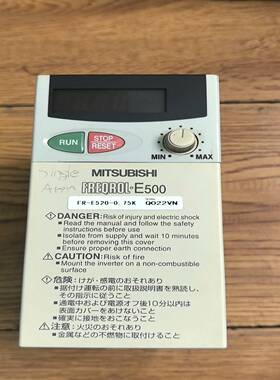 RUN
STOP
RESET
MIN MAX
Single
MITSUBISHI
FREQROL-E500
FR-E520-0.75K Q022VN
DANGER: Risk of injury and electric shock
Read the manual and follow the safety
instructions before use
Isolate from supply and wait 10 minutes
before removing this cover
Ensure proper earth connection
CAUTION: Risk of fire
Mount the inverter on a non-combustible
surface
危険: けが・感電のおそれあり
据付け運転の前に取扱説明書を熟読し、
その指示に従うこと
通電中および電源オフ後10分以内は
表面カバーをあけないこと
確実に接地をおこなうこと
注意: 火災のおそれあり
金属などの不燃物に取付けること